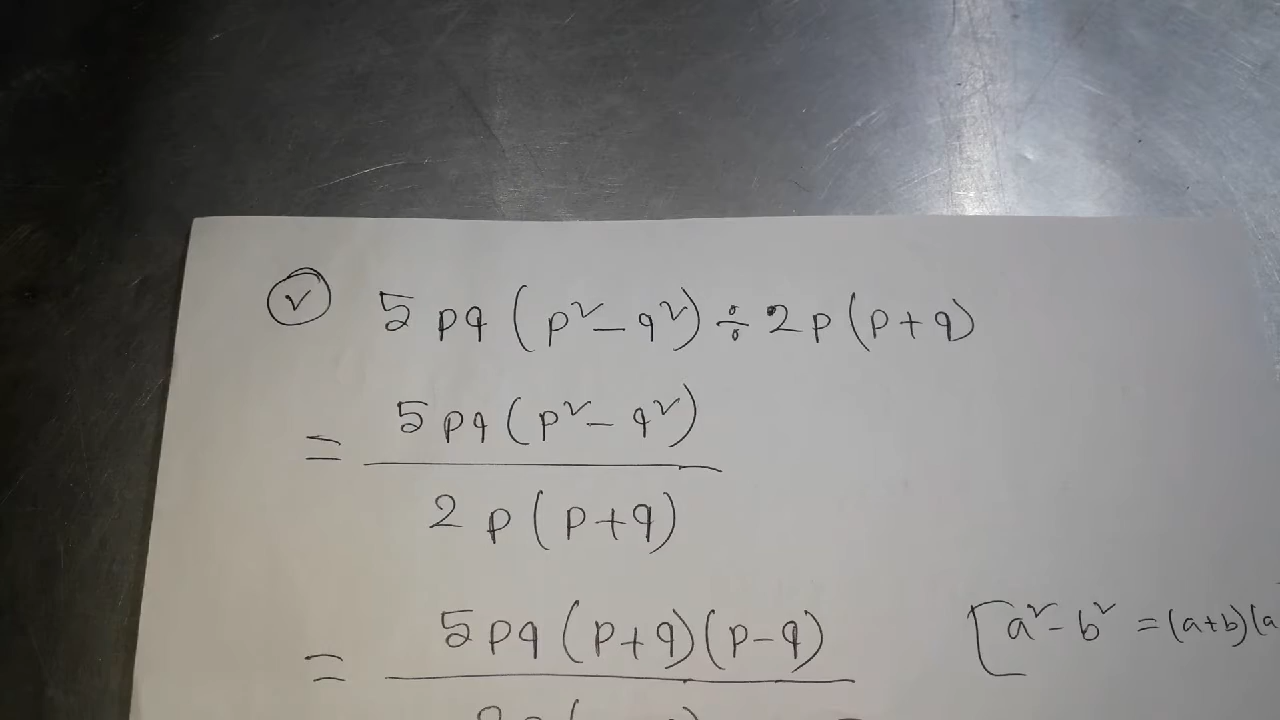 (v) 5pq(p² - q²) ÷ 2p(p+q)
= 5pq(p² - q²)
2p(p+q)
= 5pq(p+q)(p-q)
[a² - b² = (a+b)(a